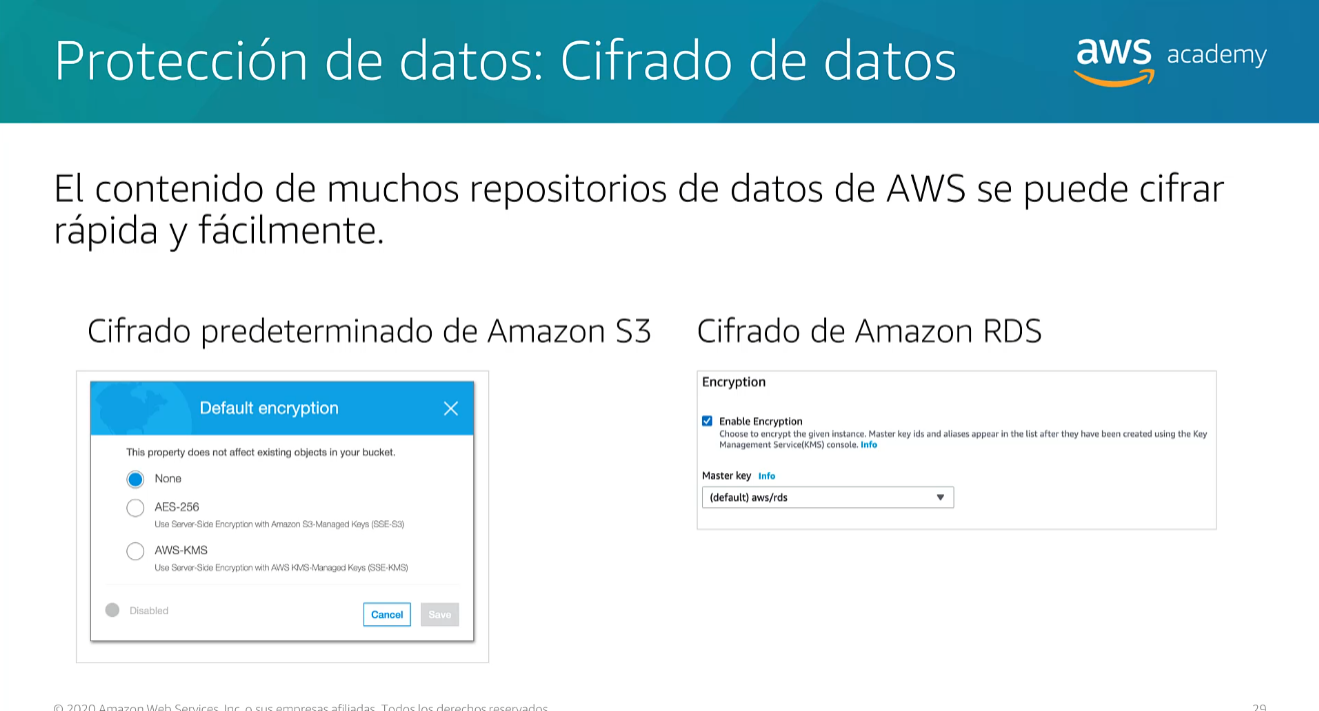 Protección de datos: Cifrado de datos
aws academy
El contenido de muchos repositorios de datos de AWS se puede cifrar
rápida y fácilmente.
Cifrado predeterminado de Amazon S3
Default encryption
This property does not affect existing objects in your bucket.
None
AES-256
Use Server-Side Encryption with Amazon S3-Managed Keys (SSE-S3)
AWS-KMS
Use Server-Side Encryption with AWS KMS-Managed Keys (SSE-KMS)
Disabled
Cancel
Save
Cifrado de Amazon RDS
Encryption
Enable Encryption
Choose to encrypt the given instance. Master key ids and aliases appear in the list after they have been created using the Key
Management Service(KMS) console. Info
Master key Info
(default) aws/rds
© 2020 Amazon Web Services, Inc. o sus empresas afiliadas. Todos los derechos reservados.
29